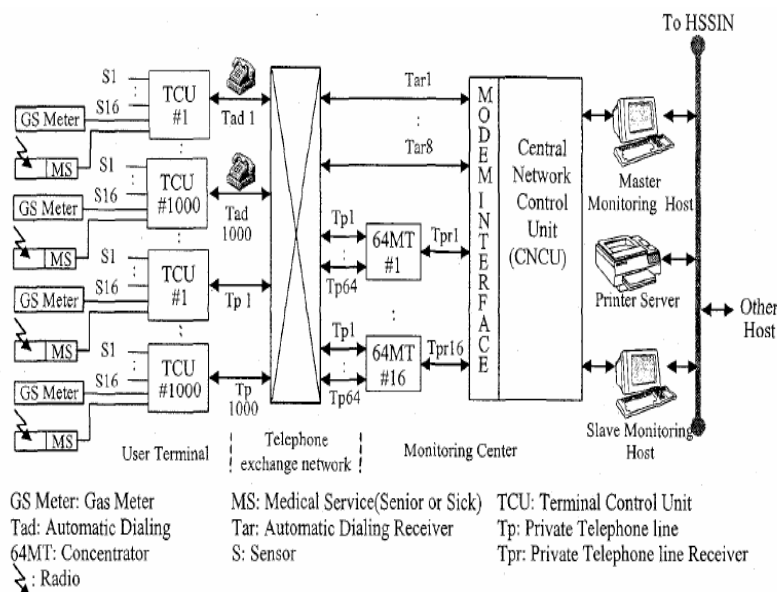 To HSSIN
S1
:
S16
GS Meter
MS
TCU
#1
Tad 1
S1
:
S16
GS Meter
MS
TCU
#1000
Tad
1000
S1
:
S16
GS Meter
MS
TCU
#1
Tp 1
S1
:
S16
GS Meter
MS
TCU
#1000
Tp
1000
Tar1
:
Tar8
Tp1
:
Tp64
64MT
#1
Tpr1
:
Tp1
:
Tp64
64MT
#16
Tpr16
MODEM INTERFACE
Central
Network
Control
Unit
(CNCU)
Master
Monitoring Host
Printer Server
Other
Host
Slave Monitoring
Host
User Terminal
Telephone
exchange network
Monitoring Center
GS Meter: Gas Meter
MS: Medical Service(Senior or Sick)
TCU: Terminal Control Unit
Tad: Automatic Dialing
Tar: Automatic Dialing Receiver
Tp: Private Telephone line
64MT: Concentrator
S: Sensor
Tpr: Private Telephone line Receiver
: Radio